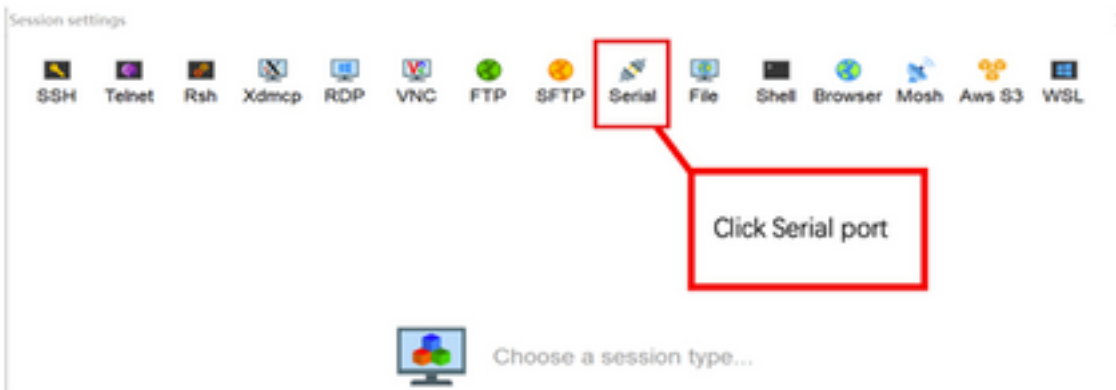 Session settings
SSH Telnet Rsh Xdmcp RDP VNC FTP SFTP Serial File Shell Browser Mosh Aws S3 WSL
Click Serial port
Choose a session type...